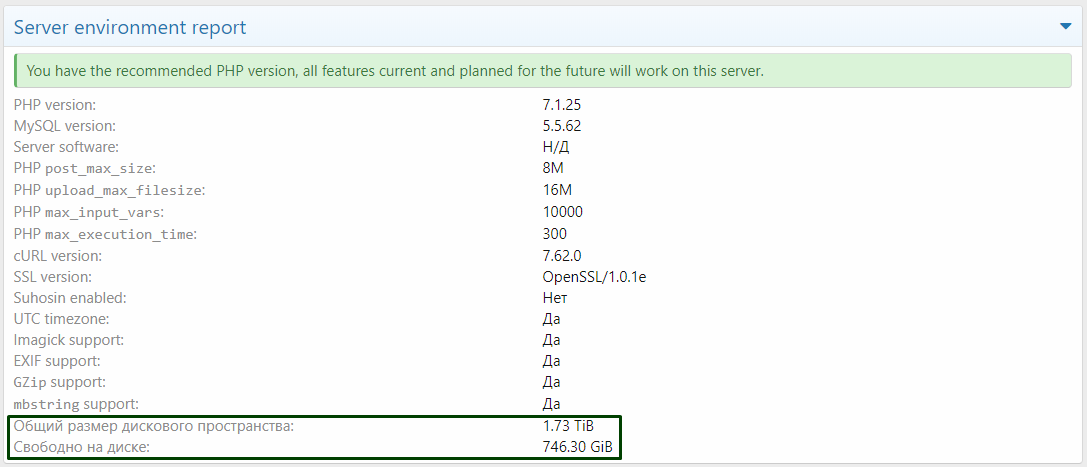 Server environment report
You have the recommended PHP version, all features current and planned for the future will work on this server.
PHP version: 7.1.25
MySQL version: 5.5.62
Server software: Н/Д
PHP post_max_size: 8M
PHP upload_max_filesize: 16M
PHP max_input_vars: 10000
PHP max_execution_time: 300
cURL version: 7.62.0
SSL version: OpenSSL/1.0.1e
Suhosin enabled: Нет
UTC timezone: Да
Imagick support: Да
EXIF support: Да
GZip support: Да
mbstring support: Да
Общий размер дискового пространства: 1.73 TiB
Свободно на диске: 746.30 GiB